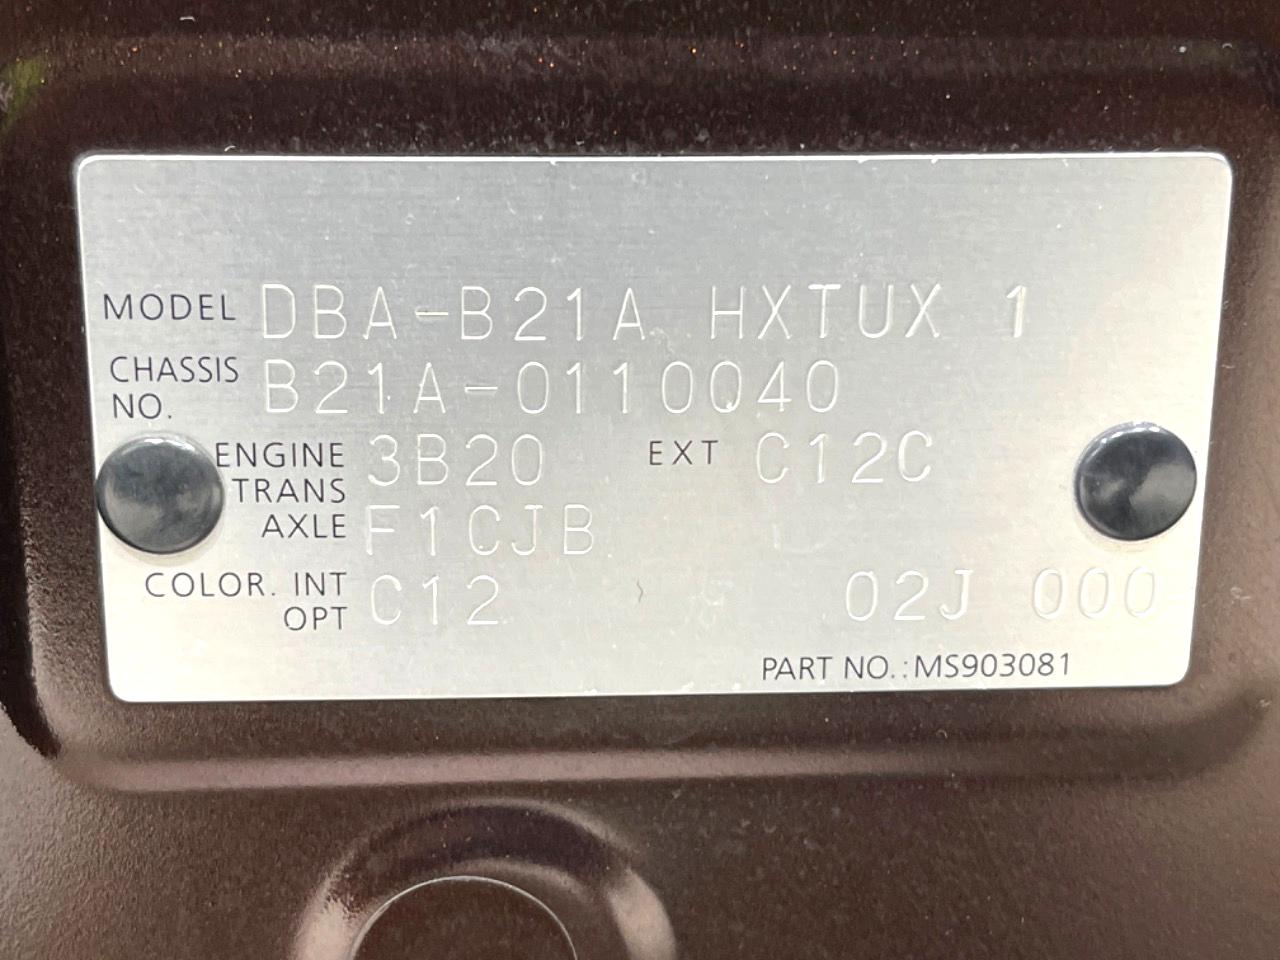 MODEL DBA-B21A HXTUX 1
CHASSIS NO. B21A-0110040
ENGINE 3B20 EXT C12C
TRANS AXLE F1CJB
COLOR. INT OPT C12 02J 000
PART NO.: MS903081